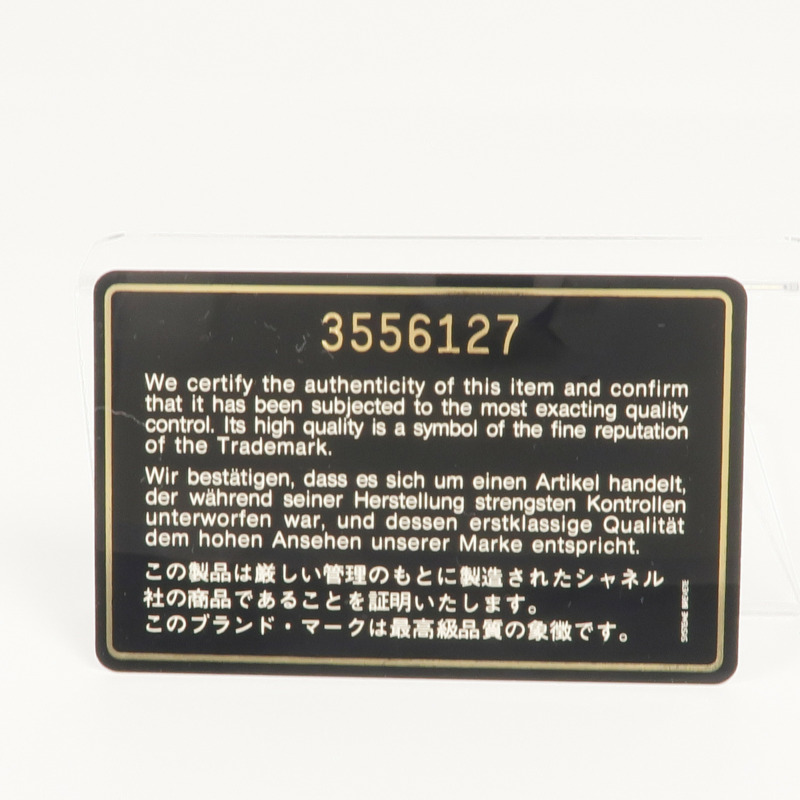 3556127
We certify the authenticity of this item and confirm
that it has been subjected to the most exacting quality
control. Its high quality is a symbol of the fine reputation
of the Trademark.
Wir bestätigen, dass es sich um einen Artikel handelt,
der während seiner Herstellung strengsten Kontrollen
unterworfen war, und dessen erstklassige Qualität
dem hohen Ansehen unserer Marke entspricht.
この製品は厳しい管理のもとに製造されたシャネル
社の商品であることを証明いたします。
このブランド・マークは最高級品質の象徴です。